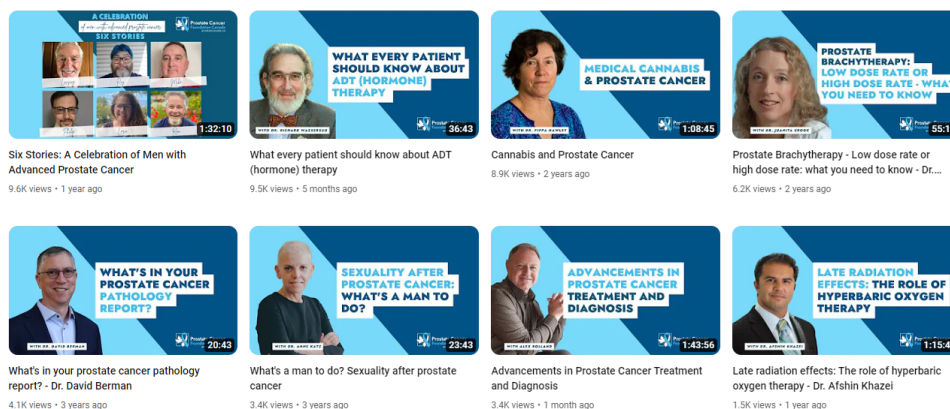 A CELEBRATION
of men with advanced prostate cancer
SIX STORIES
Prostate Cancer
Foundation Canada
1:32:10
Six Stories: A Celebration of Men with
Advanced Prostate Cancer
9.6K views • 1 year ago
WHAT EVERY PATIENT
SHOULD KNOW ABOUT
ADT (HORMONE)
THERAPY
WITH DR. RICHARD WASSERSUG
36:43
What every patient should know about ADT
(hormone) therapy
9.5K views • 5 months ago
MEDICAL CANNABIS
& PROSTATE CANCER
WITH DR. PIPPA HAWLEY
1:08:45
Cannabis and Prostate Cancer
8.9K views • 2 years ago
PROSTATE
BRACHYTHERAPY:
LOW DOSE RATE OR
HIGH DOSE RATE - WHA
YOU NEED TO KNOW
WITH DR. JUANITA CROOK
55:1
Prostate Brachytherapy - Low dose rate or
high dose rate: what you need to know - Dr....
6.2K views • 2 years ago
WHAT'S IN YOUR
PROSTATE CANCER
PATHOLOGY
REPORT?
WITH DR. DAVID BERMAN
20:43
What's in your prostate cancer pathology
report? - Dr. David Berman
4.1K views • 3 years ago
SEXUALITY AFTER
PROSTATE CANCER:
WHAT'S A MAN TO
DO?
WITH DR. ANNE KATZ
23:43
What's a man to do? Sexuality after prostate
cancer
3.4K views • 3 years ago
ADVANCEMENTS IN
PROSTATE CANCER
TREATMENT AND
DIAGNOSIS
WITH ALEX ROLLAND
1:43:56
Advancements in Prostate Cancer Treatment
and Diagnosis
3.4K views • 1 month ago
LATE RADIATION
EFFECTS: THE ROLE OF
HYPERBARIC OXYGEN
THERAPY
WITH DR. AFSHIN KHAZEI
1:15:4
Late radiation effects: The role of hyperbaric
oxygen therapy - Dr. Afshin Khazei
1.5K views • 1 year ago